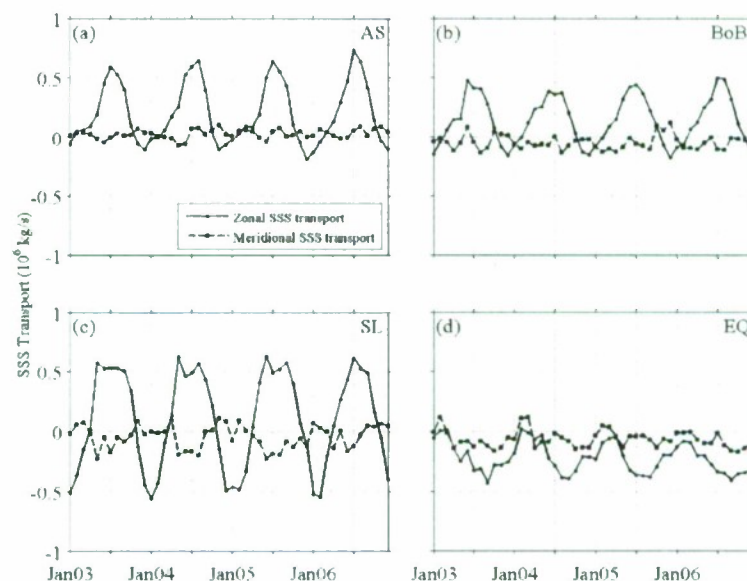 1
(a)
AS
(b)
BoB
0.5
0
-0.5
Zonal SSS transport
Meridional SSS transport
-1
SSS Transport (10⁶ kg/s)
1
(c)
SL
(d)
EQ
0.5
0
-0.5
-1
Jan03 Jan04 Jan05 Jan06
Jan03 Jan04 Jan05 Jan06